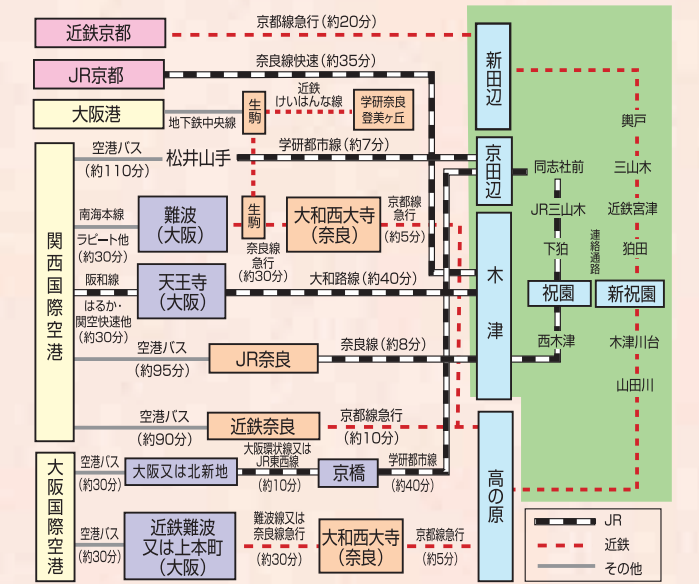 近鉄京都
京都線急行(約20分)
JR京都
奈良線快速(約35分)
大阪港
地下鉄中央線
生駒
近鉄
けいはんな線
学研奈良
登美ヶ丘
関西国際空港
空港バス
(約110分)
松井山手
学研都市線(約7分)
南海本線
ラピート他
(約30分)
難波
(大阪)
生駒
奈良線
急行
(約30分)
大和西大寺
(奈良)
京都線
急行
(約5分)
阪和線
はるか・
関空快速他
(約30分)
天王寺
(大阪)
大和路線(約40分)
空港バス
(約95分)
JR奈良
奈良線(約8分)
空港バス
(約90分)
近鉄奈良
京都線急行
(約10分)
大阪国際空港
空港バス
(約30分)
大阪又は北新地
大阪環状線又は
JR東西線
(約10分)
京橋
学研都市線
(約40分)
空港バス
(約30分)
近鉄難波
又は上本町
(大阪)
難波線又は
奈良線急行
(約30分)
大和西大寺
(奈良)
京都線急行
(約5分)
新田辺
京田辺
木津
高の原
同志社前
JR三山木
下狛
祝園
西木津
連絡通路
輿戸
三山木
近鉄宮津
狛田
新祝園
木津川台
山田川
JR
近鉄
その他